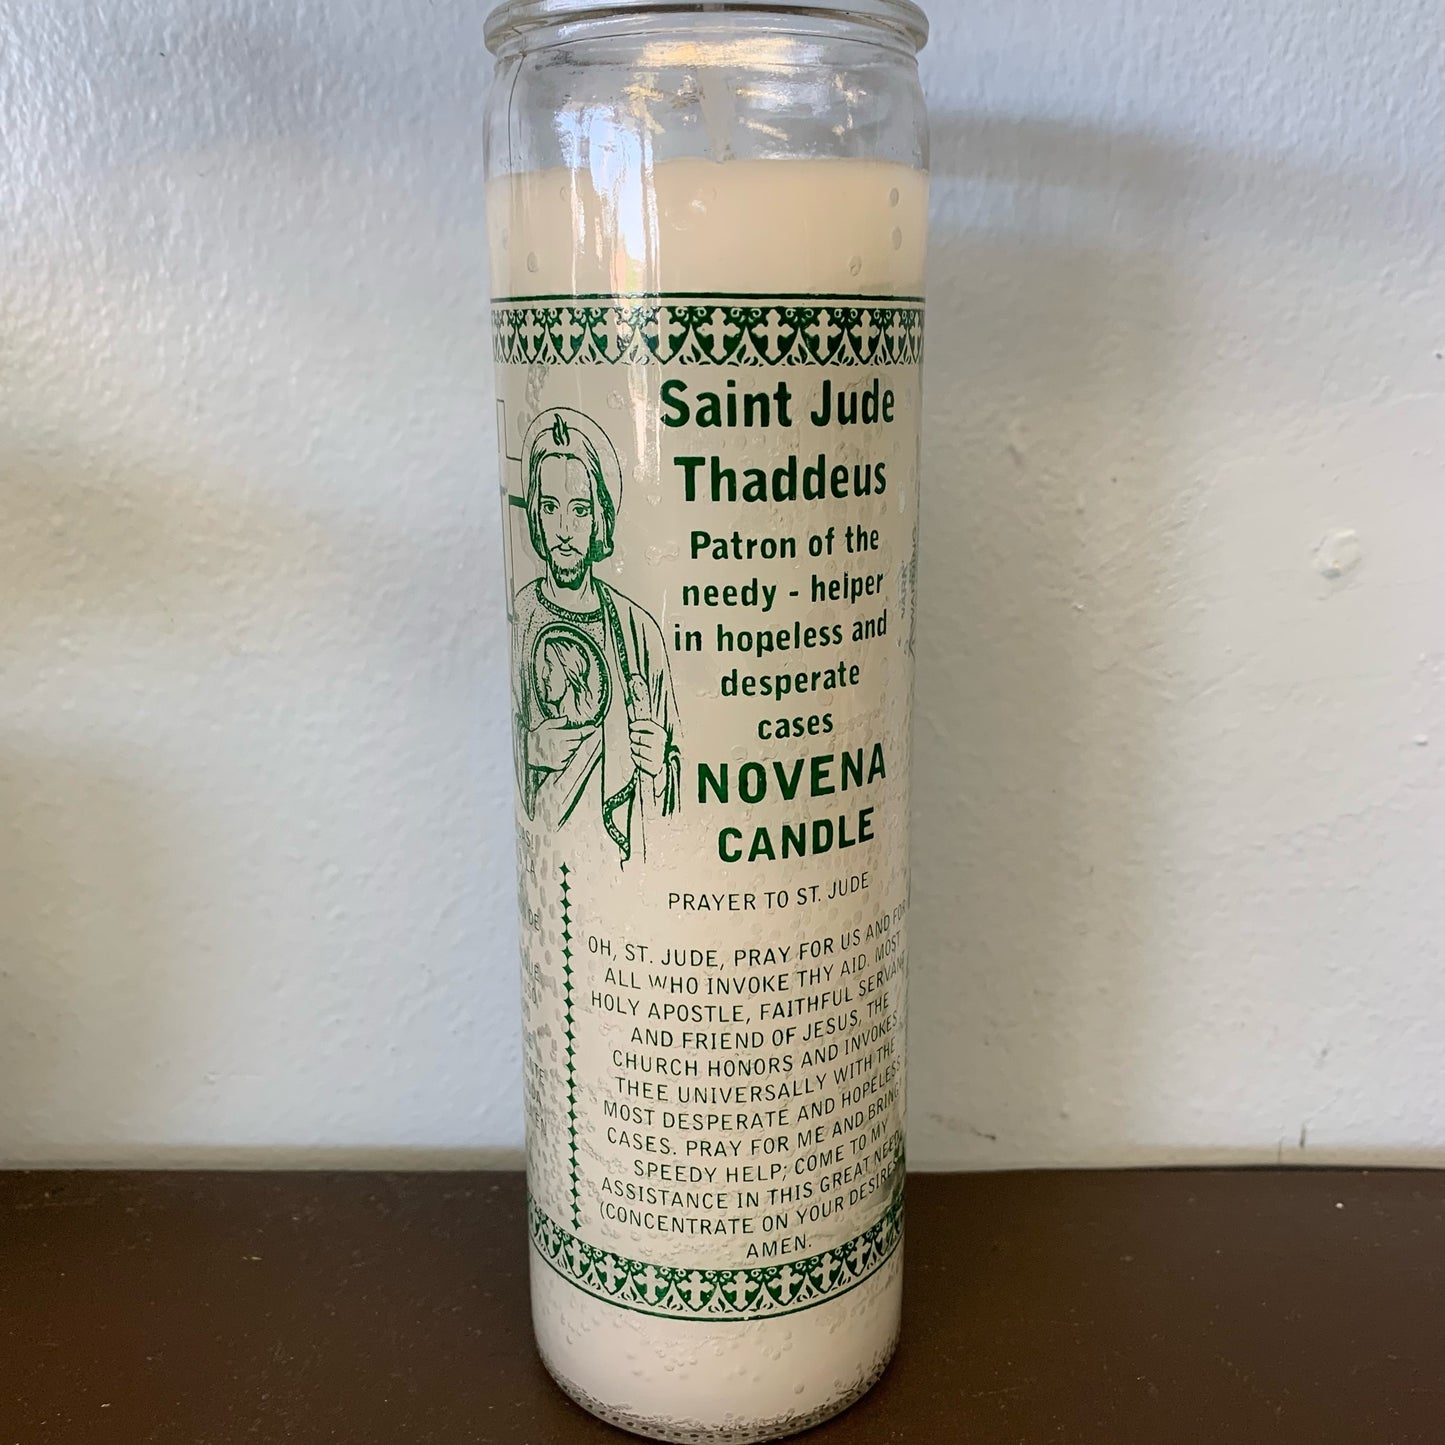 Saint Jude
Thaddeus
Patron of the
needy - helper
in hopeless and
desperate
cases
NOVENA
CANDLE
PRAYER TO ST. JUDE
OH, ST. JUDE, PRAY FOR US AND FOR
ALL WHO INVOKE THY AID. MOST
HOLY APOSTLE, FAITHFUL SERVANT
AND FRIEND OF JESUS, THE
CHURCH HONORS AND INVOKES
THEE UNIVERSALLY WITH THE
MOST DESPERATE AND HOPELESS
CASES. PRAY FOR ME AND BRING
SPEEDY HELP; COME TO MY
ASSISTANCE IN THIS GREAT NEED
(CONCENTRATE ON YOUR DESIRES
AMEN.
LA
DE